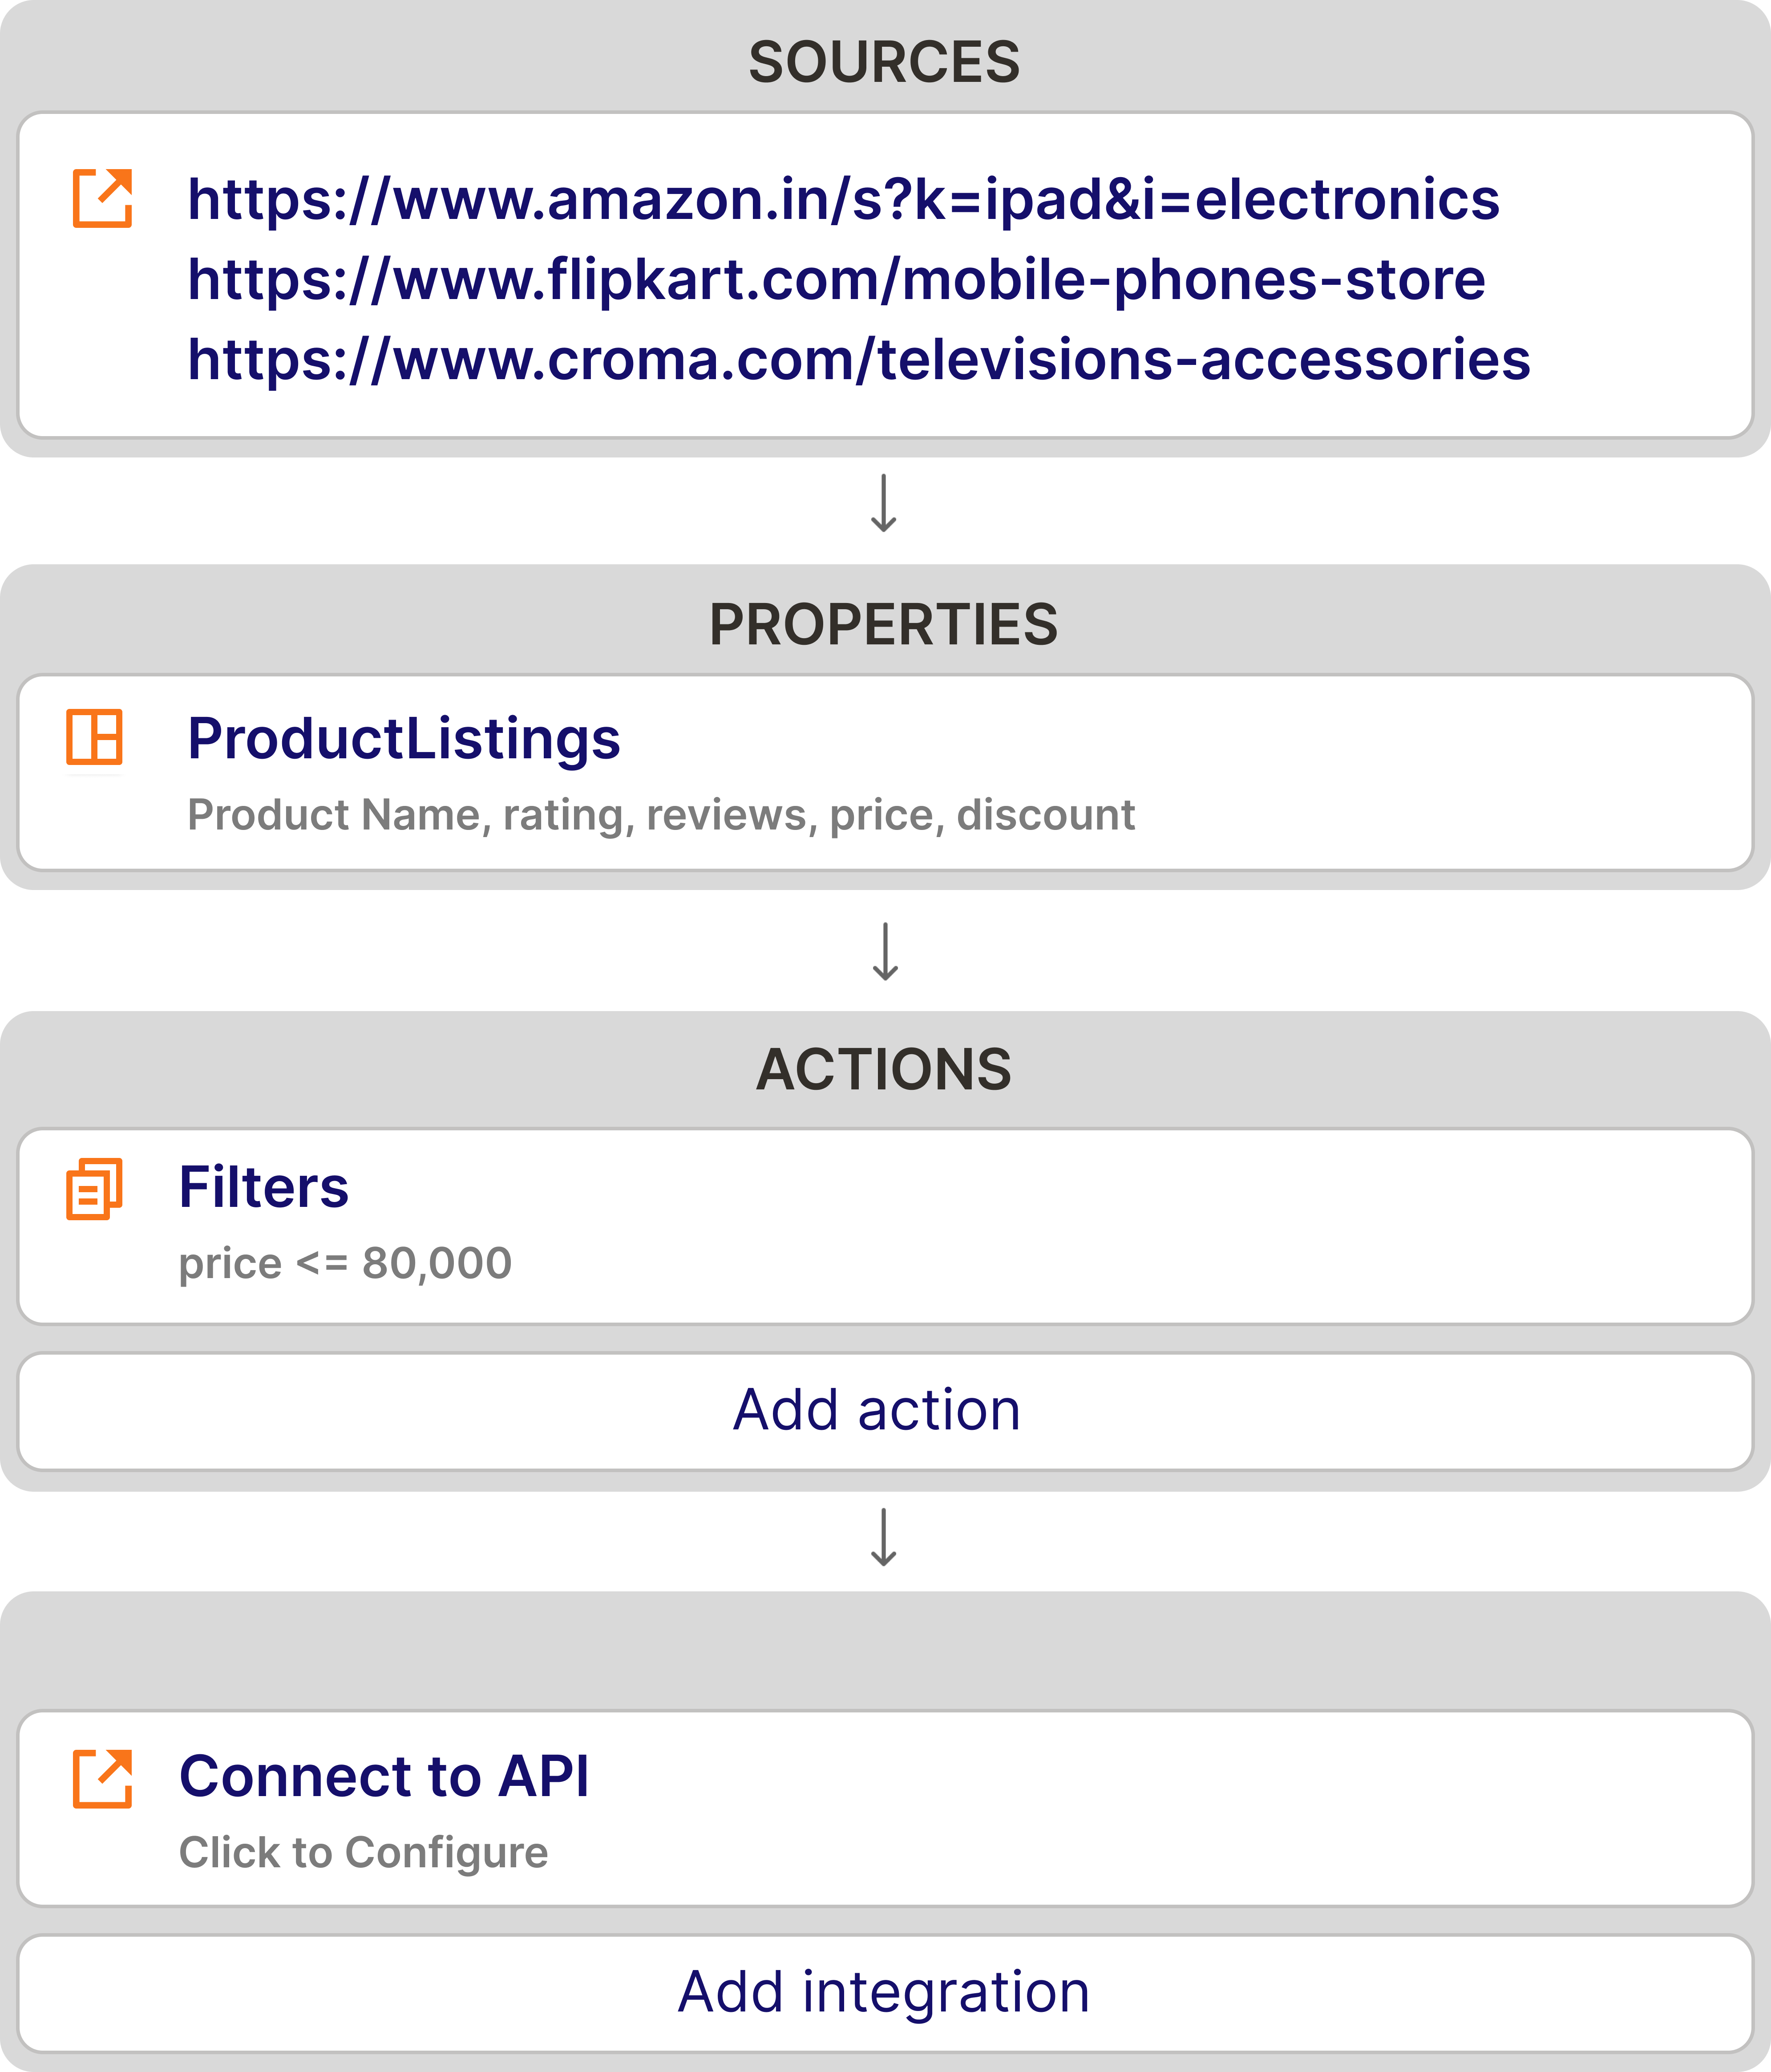 SOURCES
https://www.amazon.in/s?k=ipad&i=electronics
https://www.flipkart.com/mobile-phones-store
https://www.croma.com/televisions-accessories
PROPERTIES
ProductListings
Product Name, rating, reviews, price, discount
ACTIONS
Filters
price <= 80,000
Add action
Connect to API
Click to Configure
Add integration